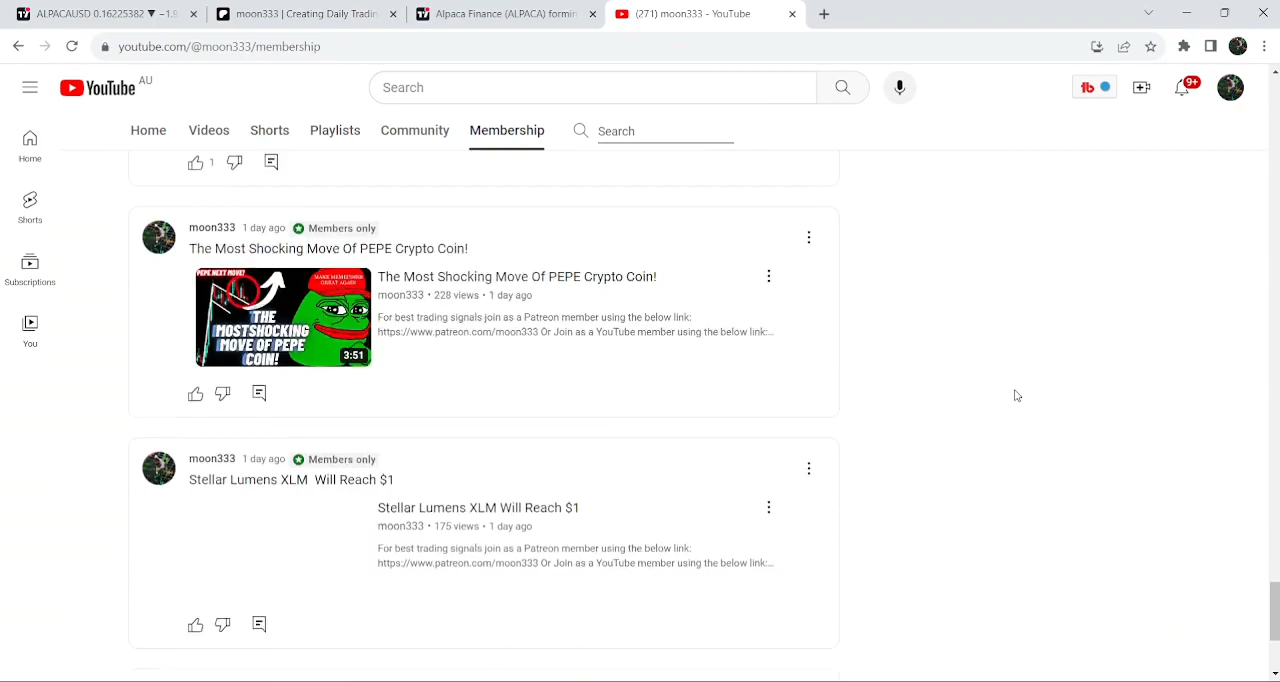 ALPACAUSD 0.16225382 ▼ −1.9
moon333 | Creating Daily Tradin
Alpaca Finance (ALPACA) formin
(271) moon333 - YouTube
youtube.com/@moon333/membership
YouTube AU
Search
9+
Home Videos Shorts Playlists Community Membership Search
Home
Shorts
Subscriptions
You
1
moon333 1 day ago Members only
The Most Shocking Move Of PEPE Crypto Coin!
PEPE NEXT MOVE!
MAKE MEMECOINS
GREAT AGAIN
THE
MOST SHOCKING
MOVE OF PEPE
COIN!
3:51
The Most Shocking Move Of PEPE Crypto Coin!
moon333 • 228 views • 1 day ago
For best trading signals join as a Patreon member using the below link:
https://www.patreon.com/moon333 Or Join as a YouTube member using the below link:...
moon333 1 day ago Members only
Stellar Lumens XLM Will Reach $1
Stellar Lumens XLM Will Reach $1
moon333 • 175 views • 1 day ago
For best trading signals join as a Patreon member using the below link:
https://www.patreon.com/moon333 Or Join as a YouTube member using the below link:...